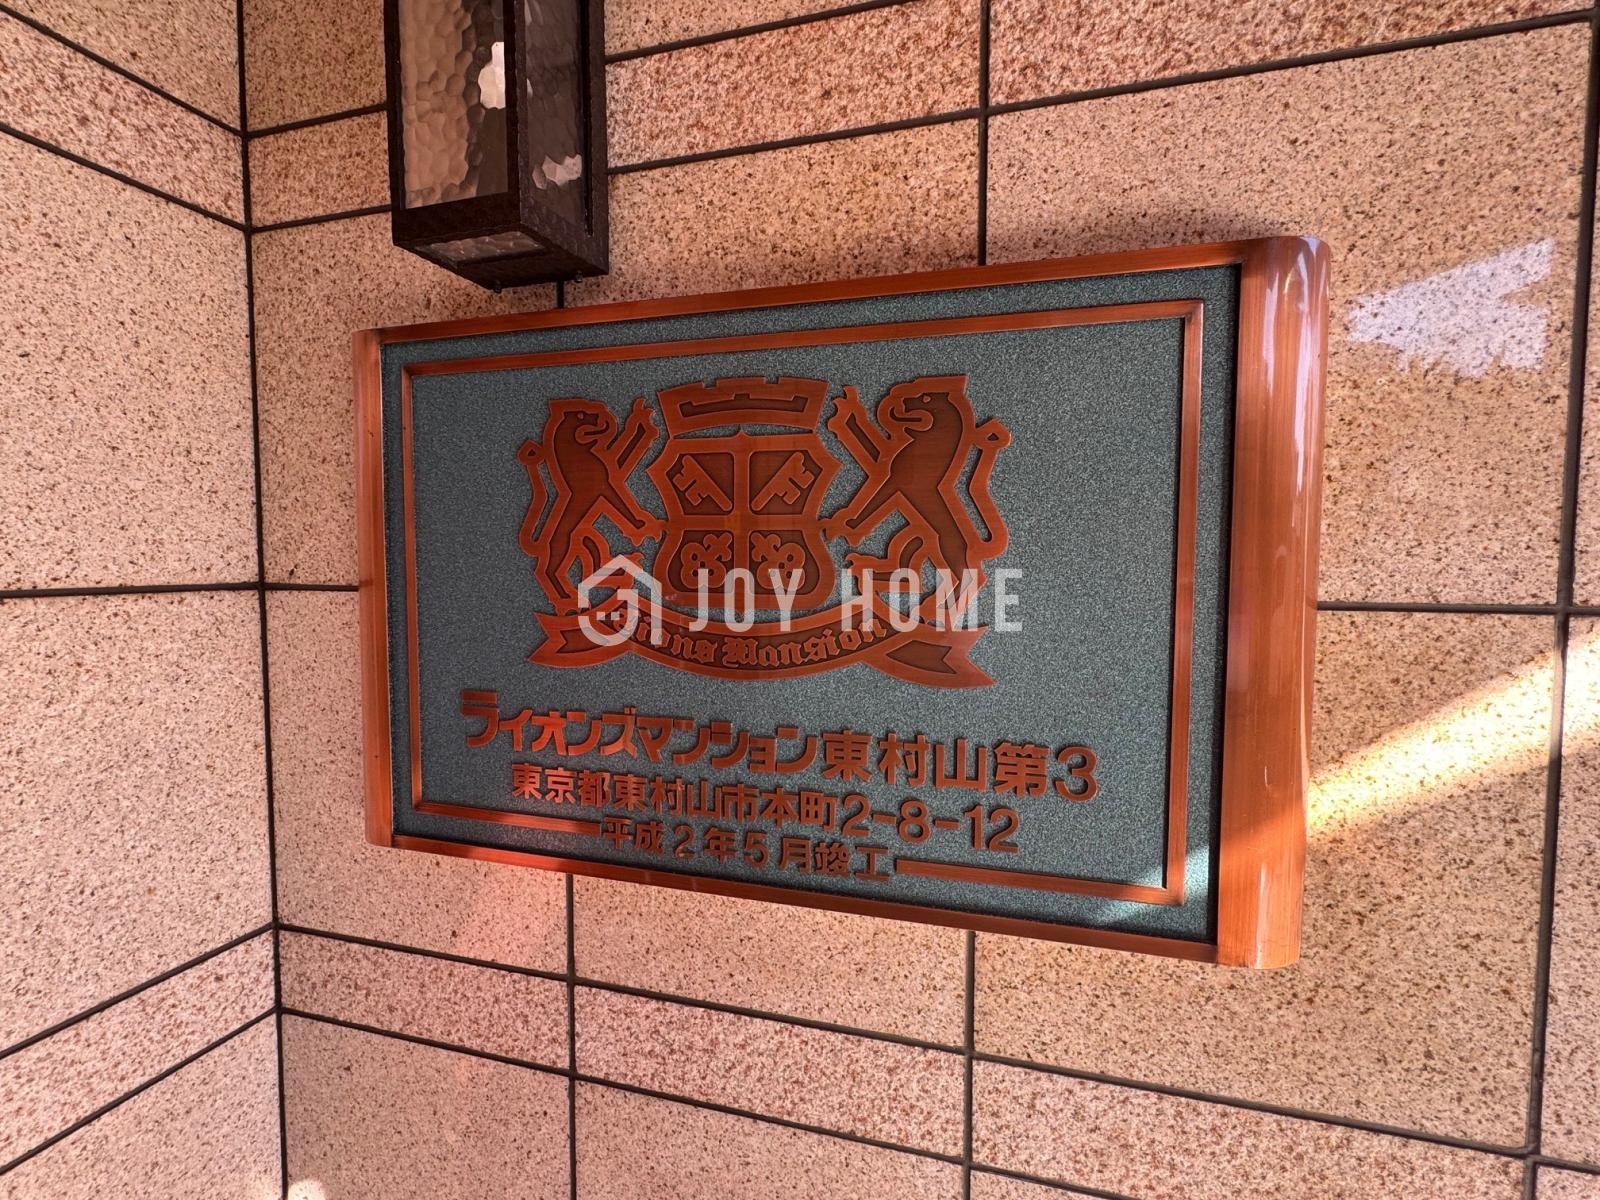 JOY HOME
Lions Mansion
ライオンズマンション東村山第3
東京都東村山市本町2-8-12
平成2年5月竣工